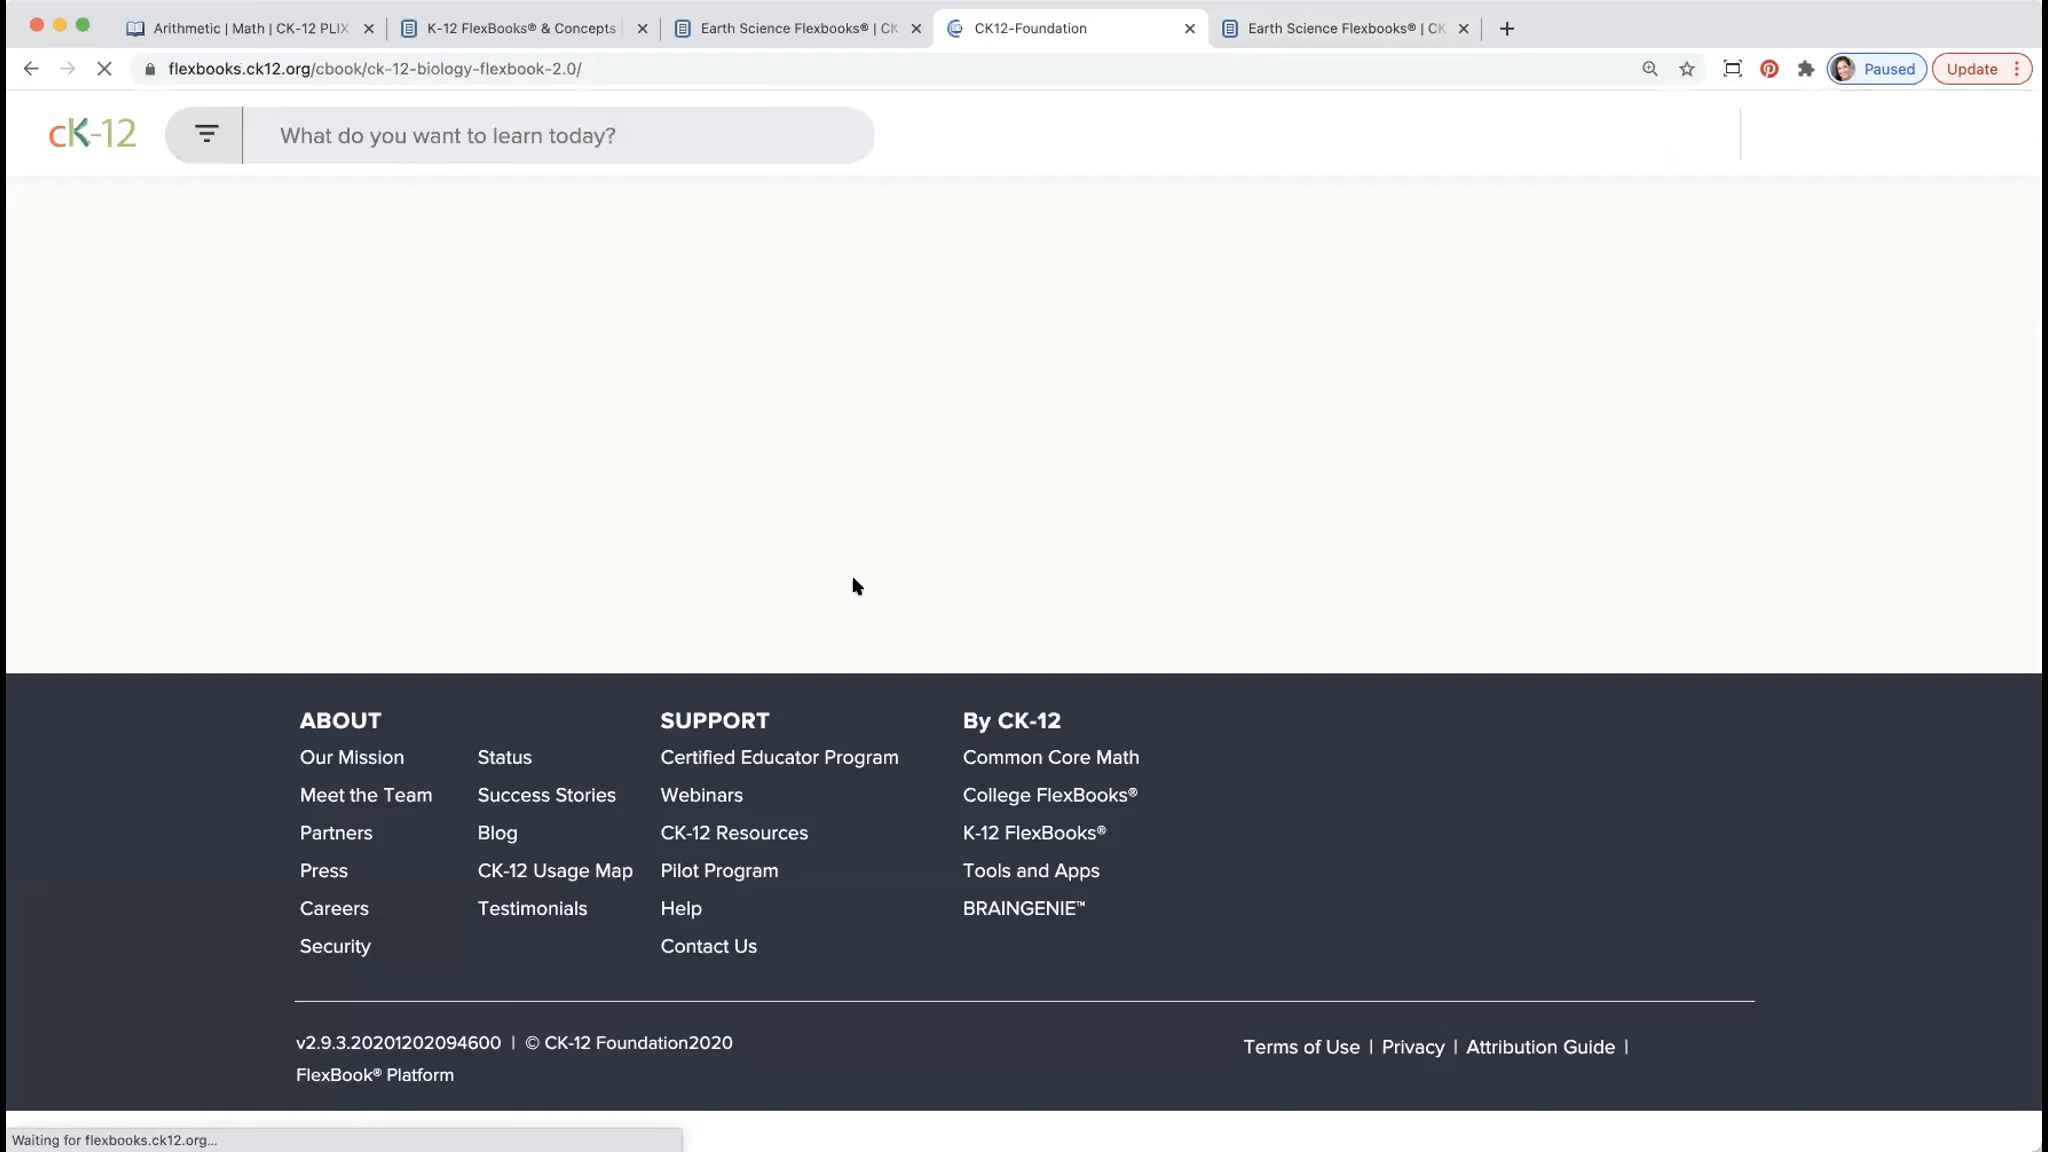 Arithmetic | Math | CK-12 PLIX
K-12 FlexBooks® & Concepts
Earth Science Flexbooks® | CK
CK12-Foundation
Earth Science Flexbooks® | CK
flexbooks.ck12.org/cbook/ck-12-biology-flexbook-2.0/
Paused
Update
cK-12
What do you want to learn today?
ABOUT
Our Mission
Meet the Team
Partners
Press
Careers
Security
Status
Success Stories
Blog
CK-12 Usage Map
Testimonials
SUPPORT
Certified Educator Program
Webinars
CK-12 Resources
Pilot Program
Help
Contact Us
By CK-12
Common Core Math
College FlexBooks®
K-12 FlexBooks®
Tools and Apps
BRAINGENIE™
v2.9.3.20201202094600 | © CK-12 Foundation2020
FlexBook® Platform
Terms of Use | Privacy | Attribution Guide |
Waiting for flexbooks.ck12.org...